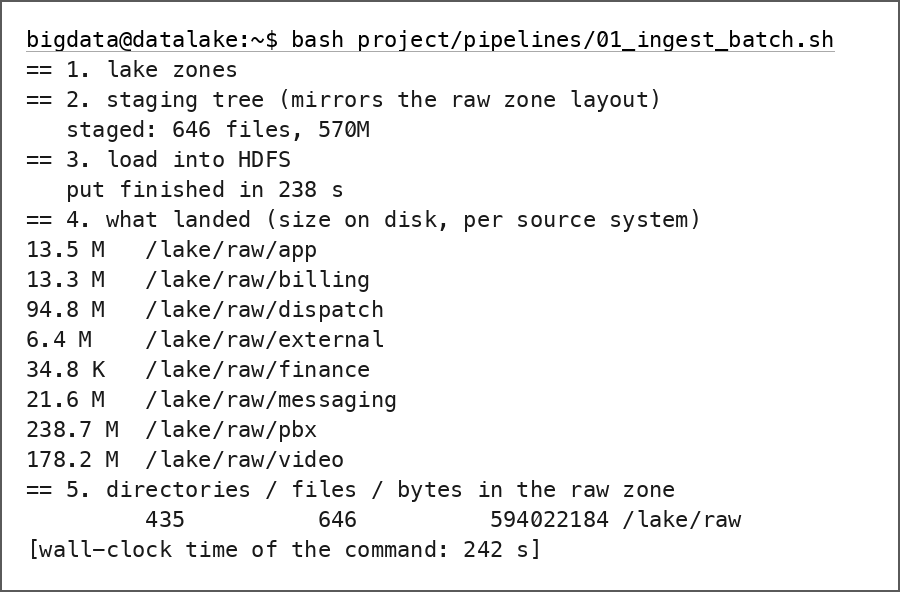 bigdata@datalake:~$ bash project/pipelines/01_ingest_batch.sh
== 1. lake zones
== 2. staging tree (mirrors the raw zone layout)
   staged: 646 files, 570M
== 3. load into HDFS
   put finished in 238 s
== 4. what landed (size on disk, per source system)
13.5 M   /lake/raw/app
13.3 M   /lake/raw/billing
94.8 M   /lake/raw/dispatch
6.4 M    /lake/raw/external
34.8 K   /lake/raw/finance
21.6 M   /lake/raw/messaging
238.7 M  /lake/raw/pbx
178.2 M  /lake/raw/video
== 5. directories / files / bytes in the raw zone
         435          646          594022184 /lake/raw
[wall-clock time of the command: 242 s]